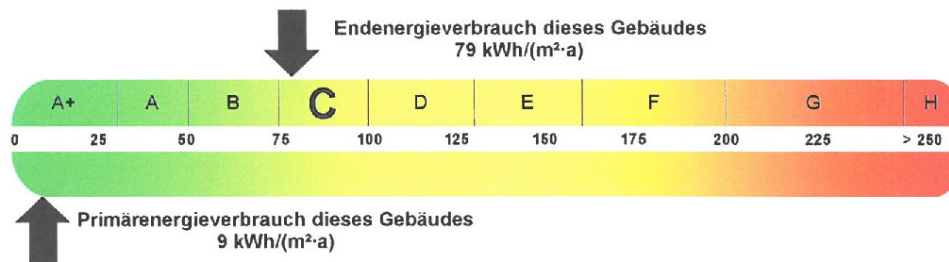 Endenergieverbrauch dieses Gebäudes
79 kWh/(m²·a)
A+ A B C D E F G H
0 25 50 75 100 125 150 175 200 225 > 250
Primärenergieverbrauch dieses Gebäudes
9 kWh/(m²·a)